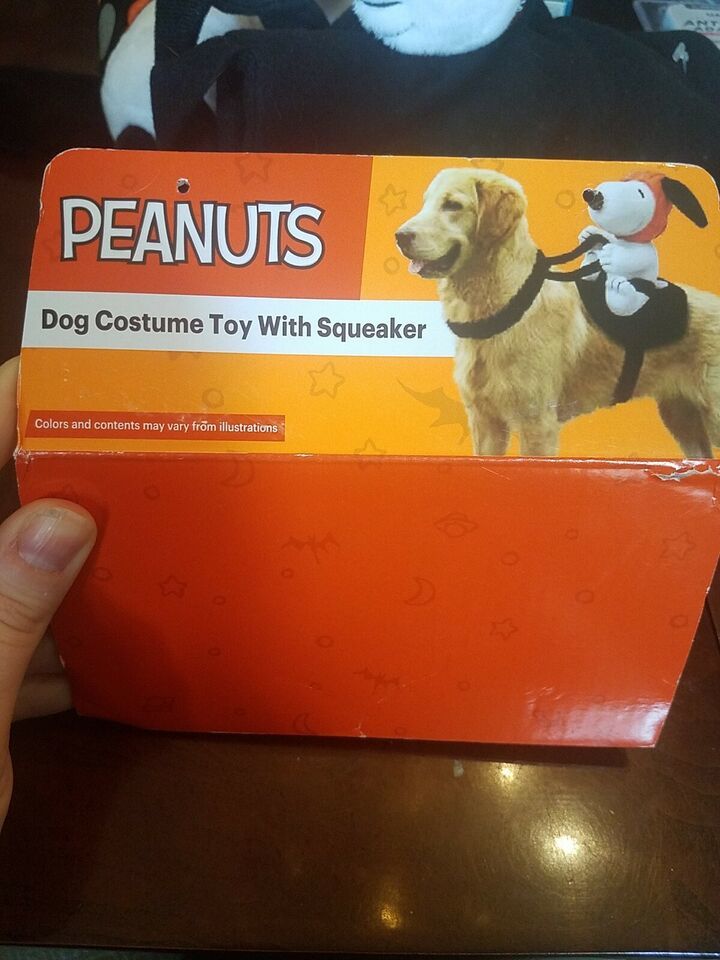 PEANUTS
Dog Costume Toy With Squeaker
Colors and contents may vary from illustrations